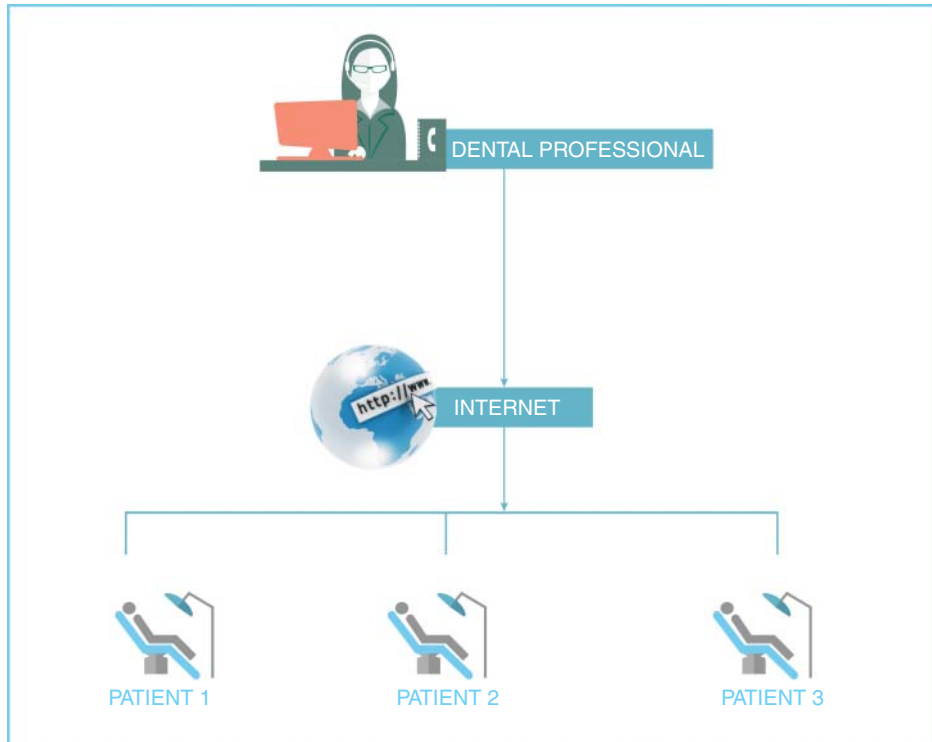 DENTAL PROFESSIONAL
http://www.
INTERNET
PATIENT 1
PATIENT 2
PATIENT 3